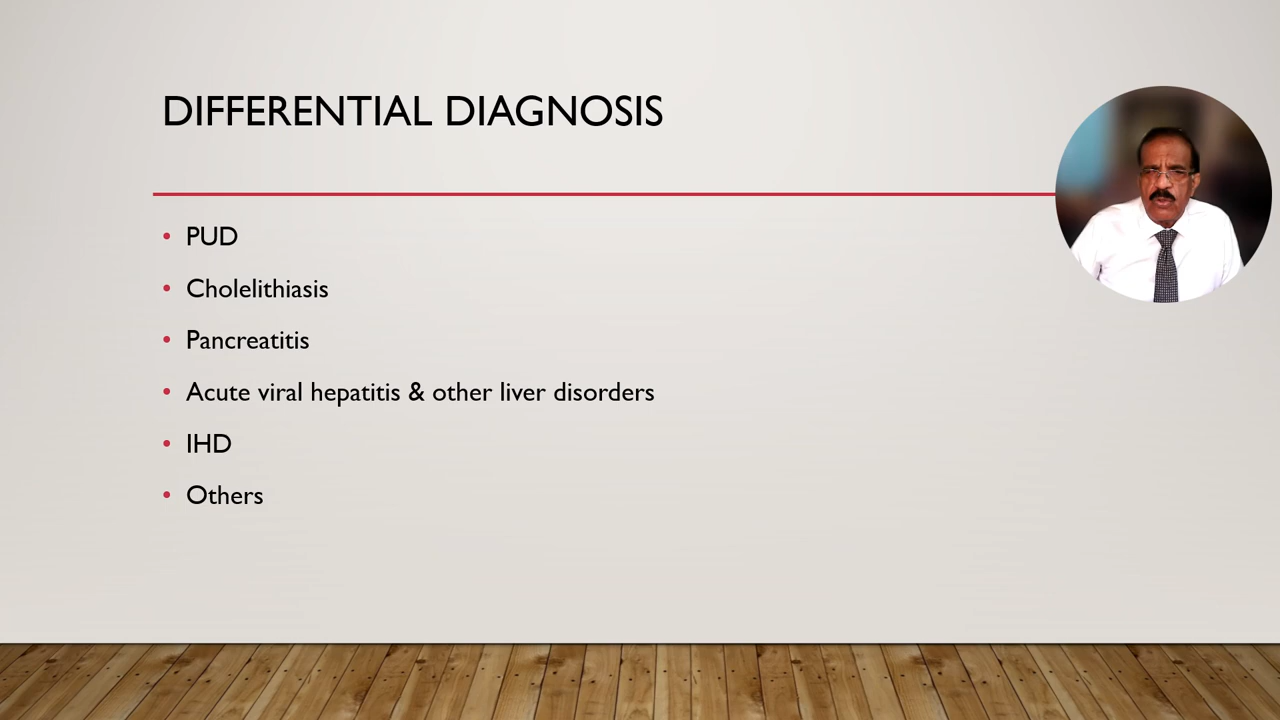 DIFFERENTIAL DIAGNOSIS
• PUD
• Cholelithiasis
• Pancreatitis
• Acute viral hepatitis & other liver disorders
• IHD
• Others